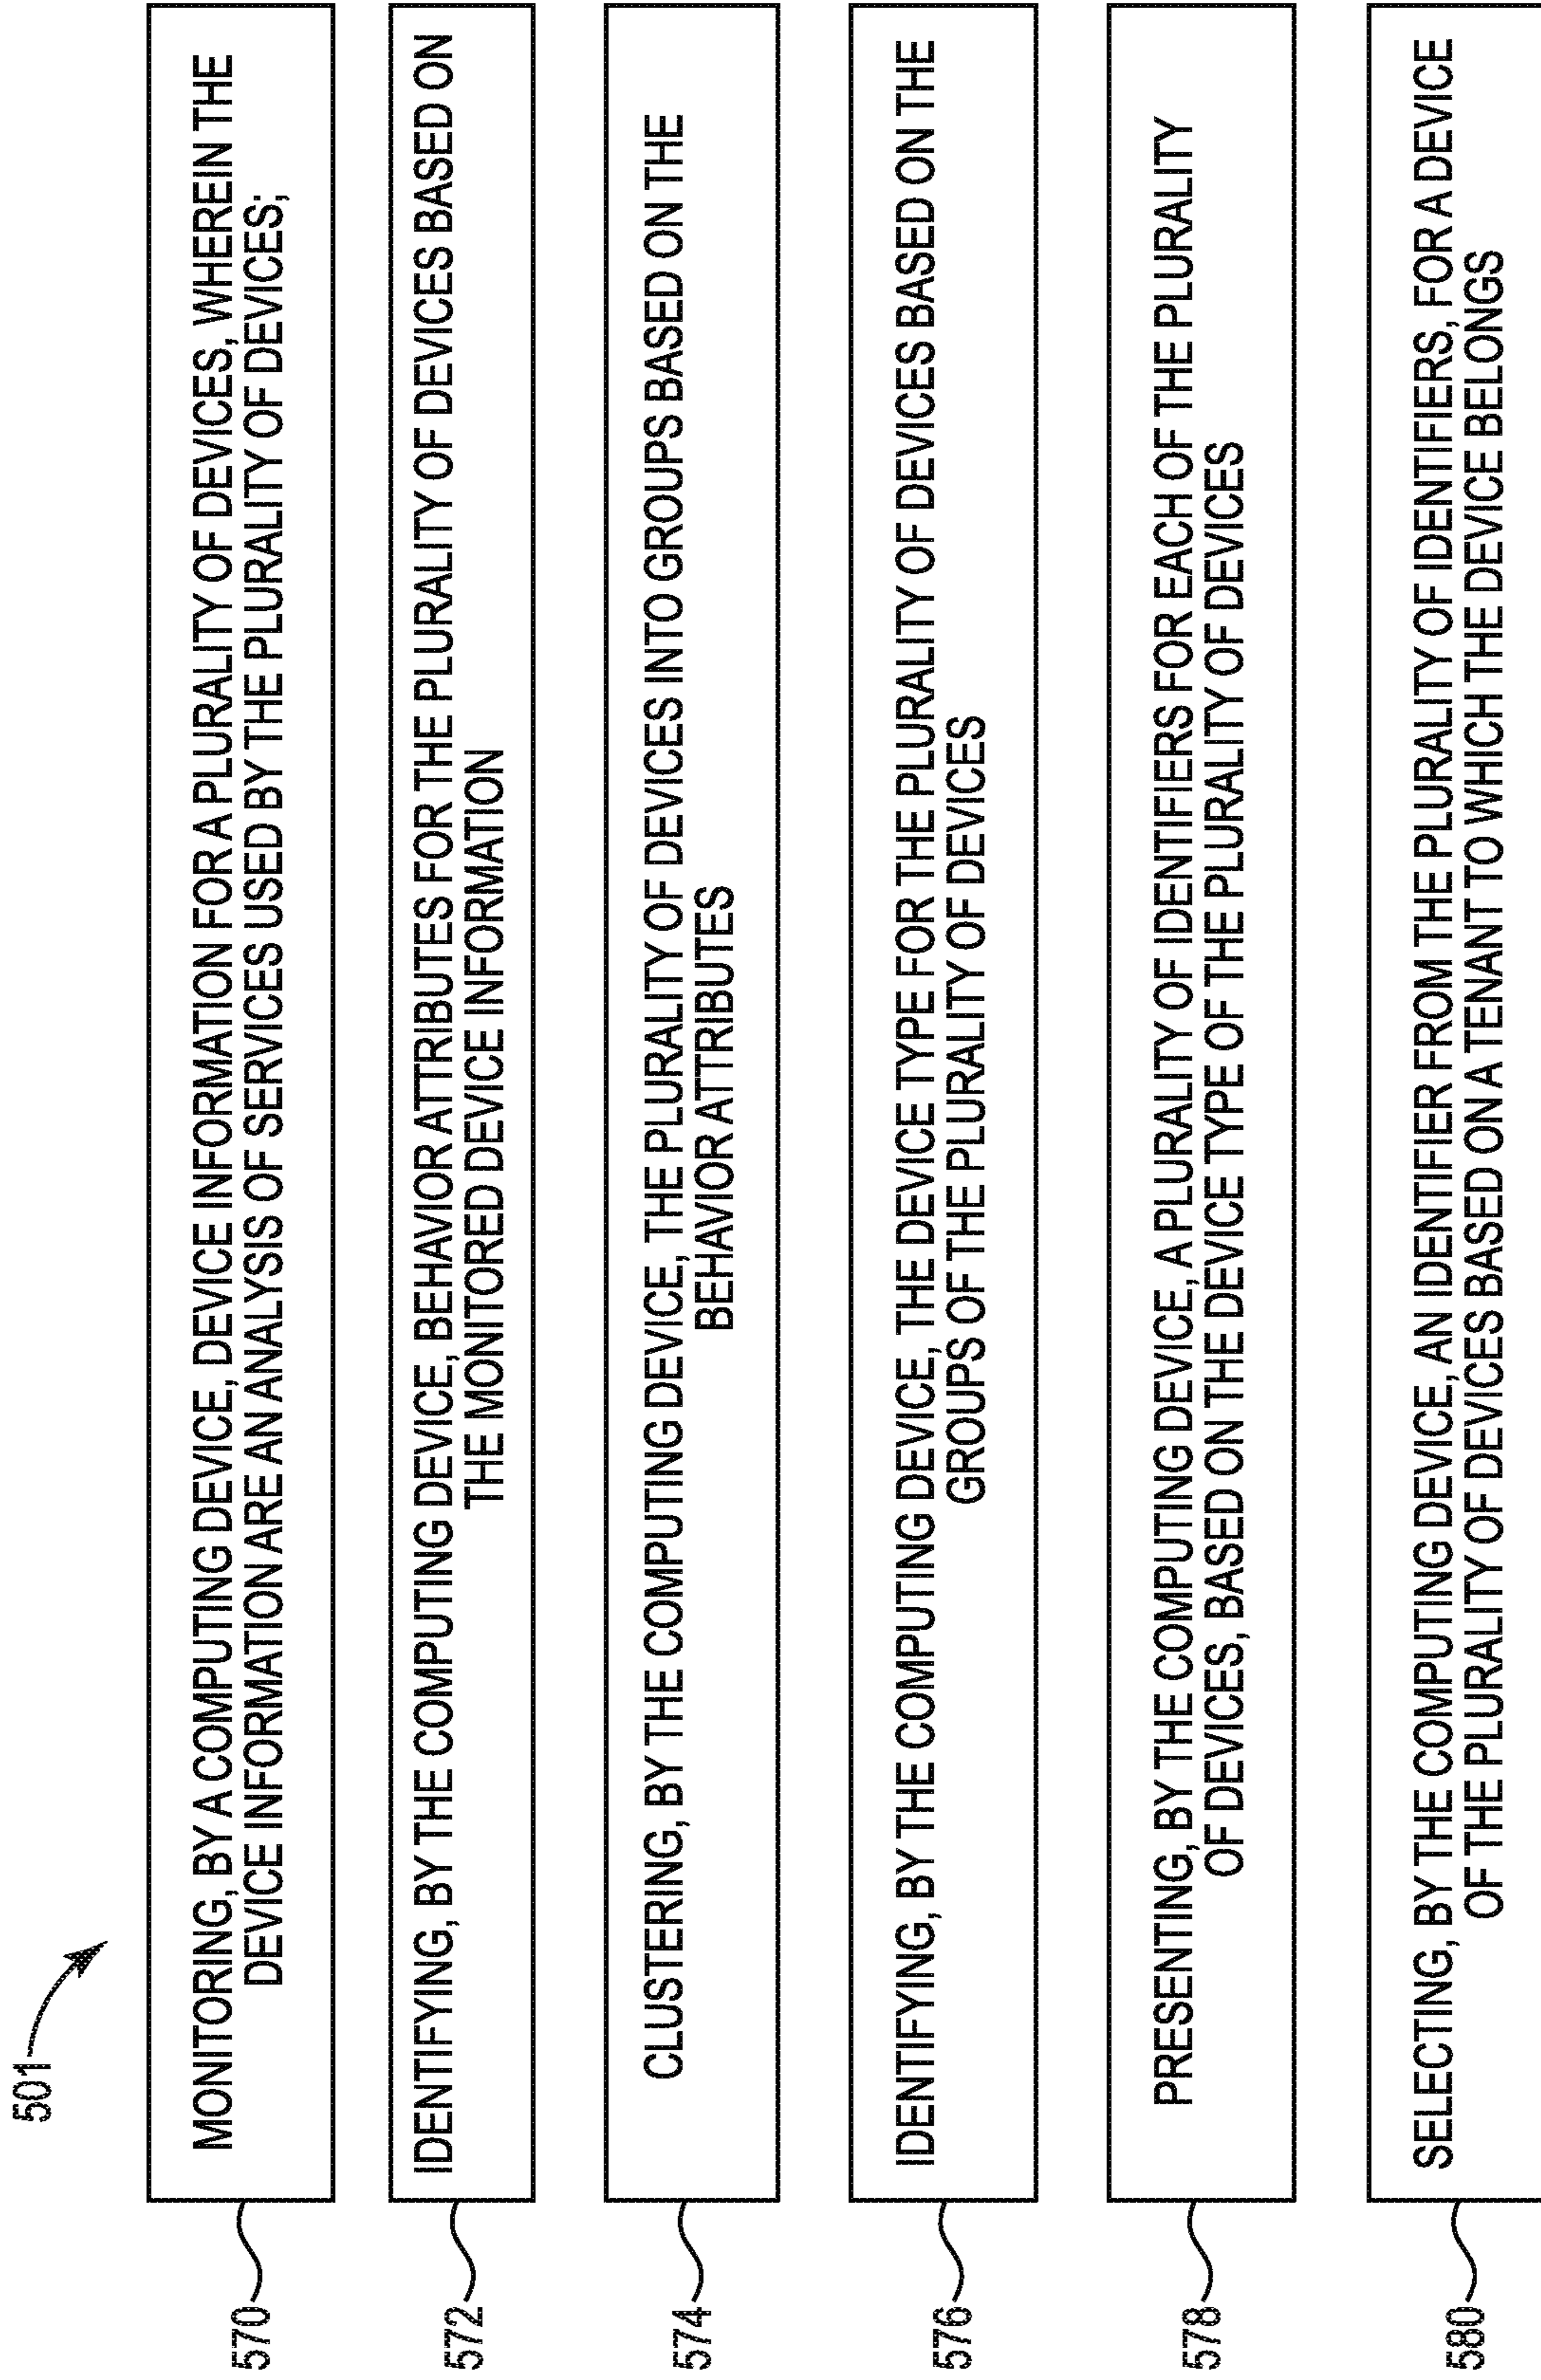 501
570
MONITORING, BY A COMPUTING DEVICE, DEVICE INFORMATION FOR A PLURALITY OF DEVICES, WHEREIN THE
DEVICE INFORMATION ARE AN ANALYSIS OF SERVICES USED BY THE PLURALITY OF DEVICES;
572
IDENTIFYING, BY THE COMPUTING DEVICE, BEHAVIOR ATTRIBUTES FOR THE PLURALITY OF DEVICES BASED ON
THE MONITORED DEVICE INFORMATION
574
CLUSTERING, BY THE COMPUTING DEVICE, THE PLURALITY OF DEVICES INTO GROUPS BASED ON THE
BEHAVIOR ATTRIBUTES
576
IDENTIFYING, BY THE COMPUTING DEVICE, THE DEVICE TYPE FOR THE PLURALITY OF DEVICES BASED ON THE
GROUPS OF THE PLURALITY OF DEVICES
578
PRESENTING, BY THE COMPUTING DEVICE, A PLURALITY OF IDENTIFIERS FOR EACH OF THE PLURALITY
OF DEVICES, BASED ON THE DEVICE TYPE OF THE PLURALITY OF DEVICES
580
SELECTING, BY THE COMPUTING DEVICE, AN IDENTIFIER FROM THE PLURALITY OF IDENTIFIERS, FOR A DEVICE
OF THE PLURALITY OF DEVICES BASED ON A TENANT TO WHICH THE DEVICE BELONGS